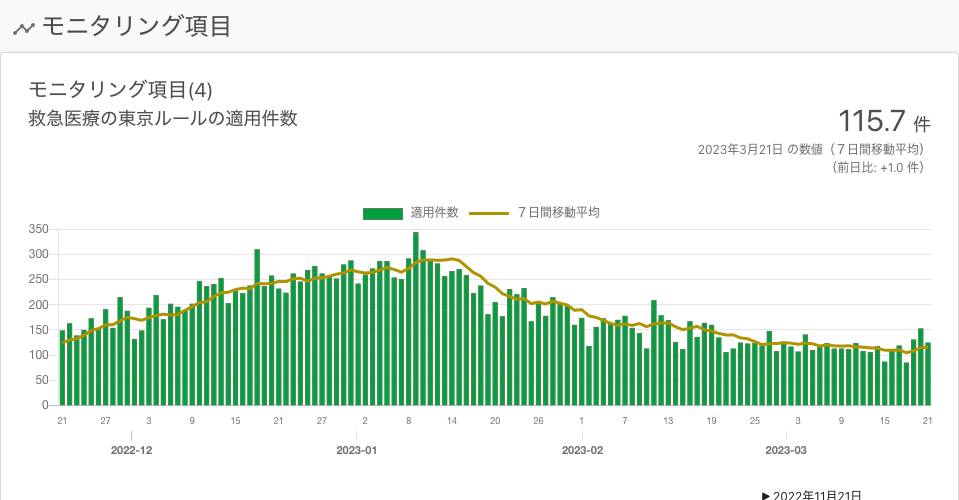 モニタリング項目
モニタリング項目(4)
救急医療の東京ルールの適用件数
115.7 件
2023年3月21日 の数値（７日間移動平均）
（前日比: +1.0 件）
適用件数 ７日間移動平均
350
300
250
200
150
100
50
0
21 27 3 9 15 21 27 2 8 14 20 26 1 7 13 19 25 3 9 15 21
2022-12 2023-01 2023-02 2023-03
▶ 2022年11月21日